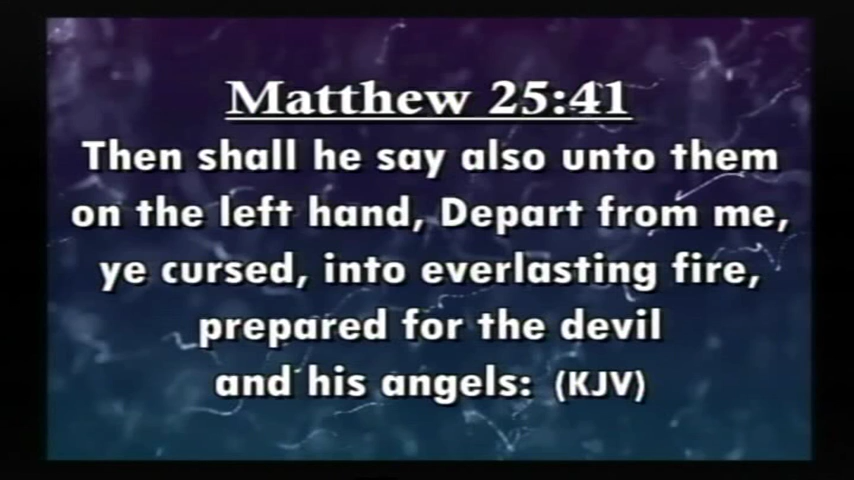 Matthew 25:41
Then shall he say also unto them
on the left hand, Depart from me,
ye cursed, into everlasting fire,
prepared for the devil
and his angels: (KJV)